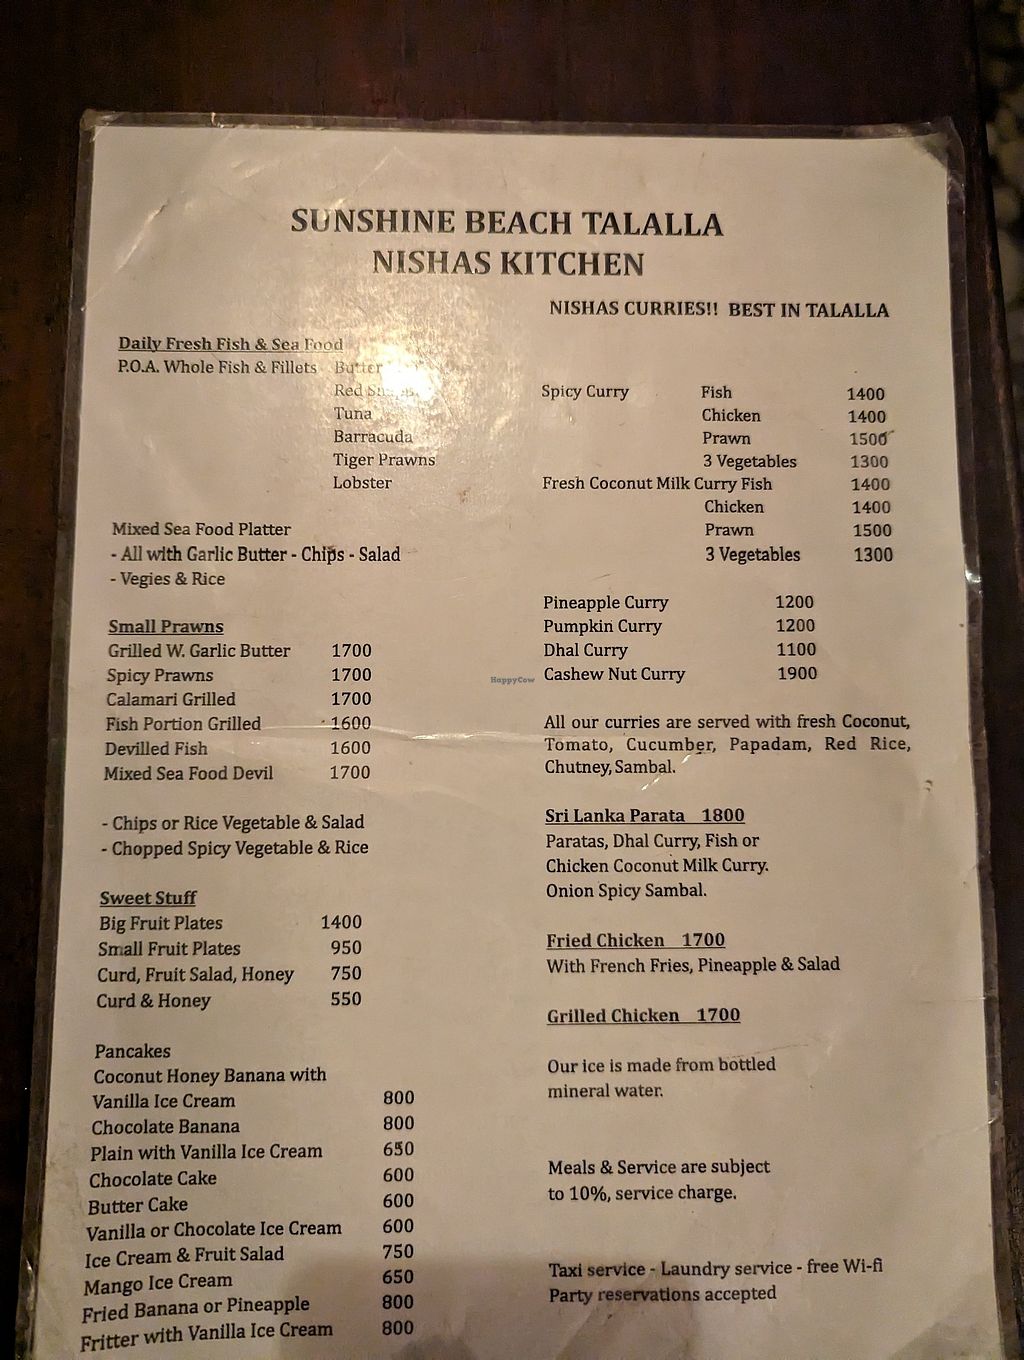 SUNSHINE BEACH TALALLA
NISHAS KITCHEN
NISHAS CURRIES!! BEST IN TALALLA
Daily Fresh Fish & Sea Food
P.O.A. Whole Fish & Fillets Butter
Red
Tuna
Barracuda
Tiger Prawns
Lobster
Mixed Sea Food Platter
- All with Garlic Butter - Chips - Salad
- Vegies & Rice
Small Prawns
Grilled W. Garlic Butter 1700
Spicy Prawns 1700
Calamari Grilled 1700
Fish Portion Grilled 1600
Devilled Fish 1600
Mixed Sea Food Devil 1700
- Chips or Rice Vegetable & Salad
- Chopped Spicy Vegetable & Rice
Sweet Stuff
Big Fruit Plates 1400
Small Fruit Plates 950
Curd, Fruit Salad, Honey 750
Curd & Honey 550
Pancakes
Coconut Honey Banana with
Vanilla Ice Cream 800
Chocolate Banana 800
Plain with Vanilla Ice Cream 650
Chocolate Cake 600
Butter Cake 600
Vanilla or Chocolate Ice Cream 600
Ice Cream & Fruit Salad 750
Mango Ice Cream 650
Fried Banana or Pineapple 800
Fritter with Vanilla Ice Cream 800
Spicy Curry Fish 1400
Chicken 1400
Prawn 1500
3 Vegetables 1300
Fresh Coconut Milk Curry Fish 1400
Chicken 1400
Prawn 1500
3 Vegetables 1300
Pineapple Curry 1200
Pumpkin Curry 1200
Dhal Curry 1100
HappyCow
Cashew Nut Curry 1900
All our curries are served with fresh Coconut,
Tomato, Cucumber, Papadam, Red Rice,
Chutney, Sambal.
Sri Lanka Parata 1800
Paratas, Dhal Curry, Fish or
Chicken Coconut Milk Curry.
Onion Spicy Sambal.
Fried Chicken 1700
With French Fries, Pineapple & Salad
Grilled Chicken 1700
Our ice is made from bottled
mineral water.
Meals & Service are subject
to 10%, service charge.
Taxi service - Laundry service - free Wi-fi
Party reservations accepted